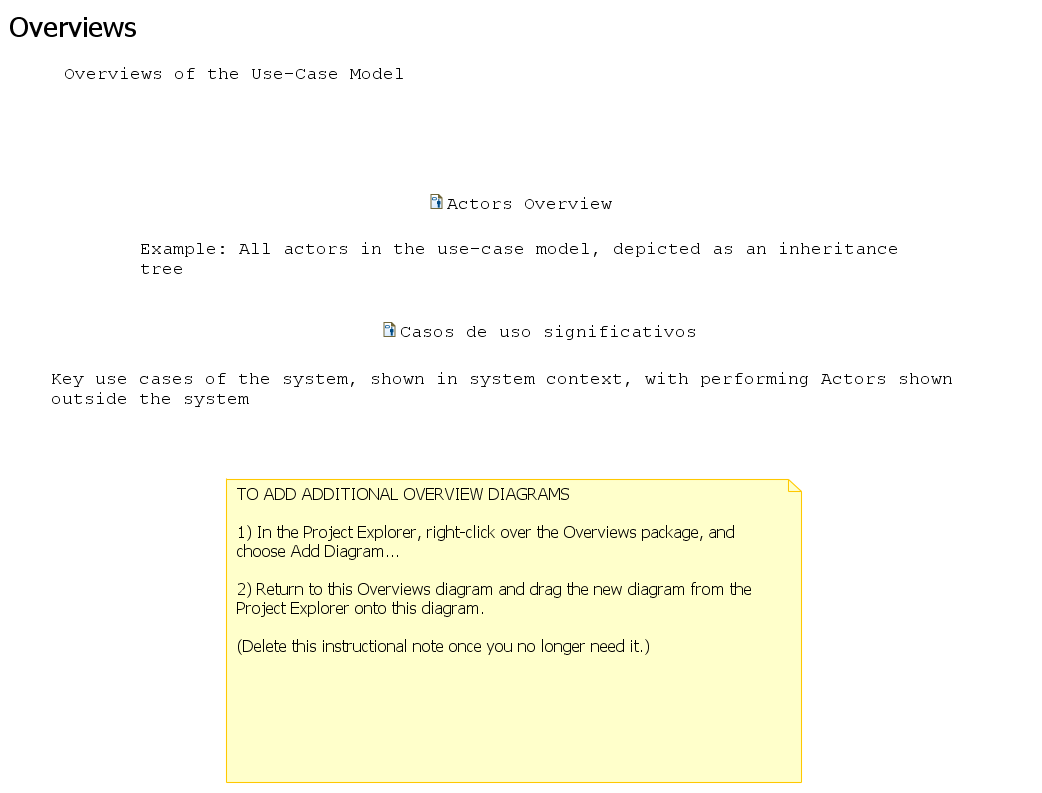 Overviews
Overviews of the Use-Case Model
Actors Overview
Example: All actors in the use-case model, depicted as an inheritance
tree
Casos de uso significativos
Key use cases of the system, shown in system context, with performing Actors shown
outside the system
TO ADD ADDITIONAL OVERVIEW DIAGRAMS
1) In the Project Explorer, right-click over the Overviews package, and
choose Add Diagram...
2) Return to this Overviews diagram and drag the new diagram from the
Project Explorer onto this diagram.
(Delete this instructional note once you no longer need it.)